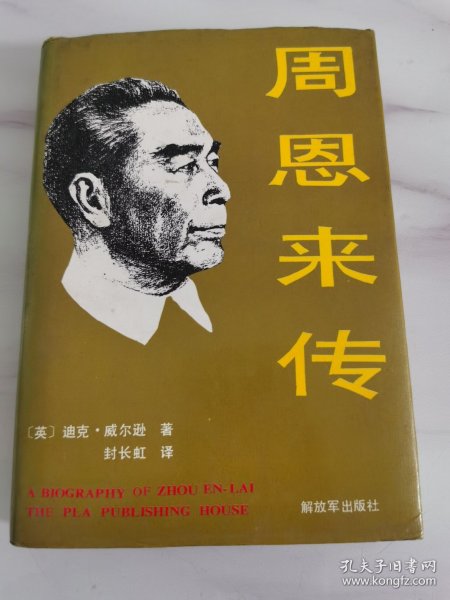 周恩来传
〔英〕迪克·威尔逊 著
封长虹 译
A BIOGRAPHY OF ZHOU EN-LAI
THE PLA PUBLISHING HOUSE
解放军出版社
孔夫子旧书网
www.kongfz.com